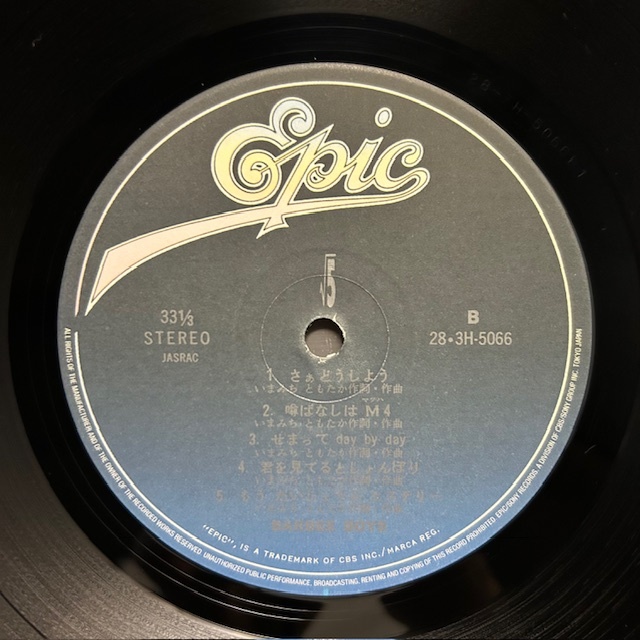 Epic
√5
33⅓
STEREO
JASRAC
B
28•3H-5066
1. さぁどうしよう
いまみちともたか作詞・作曲
2. 噂ばなしは M4
マッハ
いまみちともたか作詞・作曲
3. せまって day by day
いまみちともたか作詞・作曲
4. 君を見てるとしょんぼり
5.
"EPIC", IS A TRADEMARK OF CBS INC./MARCA REG.
ALL RIGHTS OF THE MANUFACTURER AND OF THE OWNER OF THE RECORDED WORKS RESERVED. UNAUTHORIZED PUBLIC PERFORMANCE, BROADCASTING, RENTING AND COPYING OF THIS RECORD PROHIBITED. EPIC/SONY RECORDS. A DIVISION OF CBS/SONY GROUP INC. TOKYO JAPAN